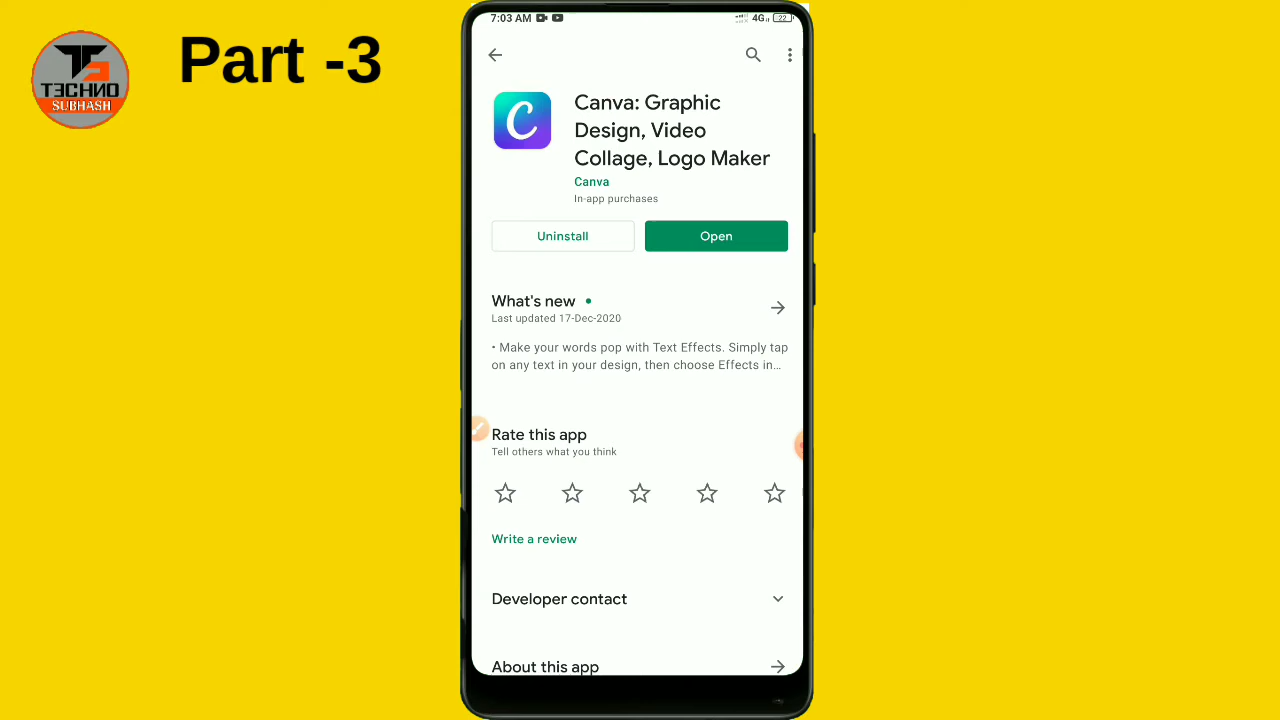 T3CHNO
SUBHASH
Part -3
7:03 AM
4G
22
C
Canva: Graphic
Design, Video
Collage, Logo Maker
Canva
In-app purchases
Uninstall
Open
What's new
Last updated 17-Dec-2020
• Make your words pop with Text Effects. Simply tap
on any text in your design, then choose Effects in...
Rate this app
Tell others what you think
Write a review
Developer contact
About this app